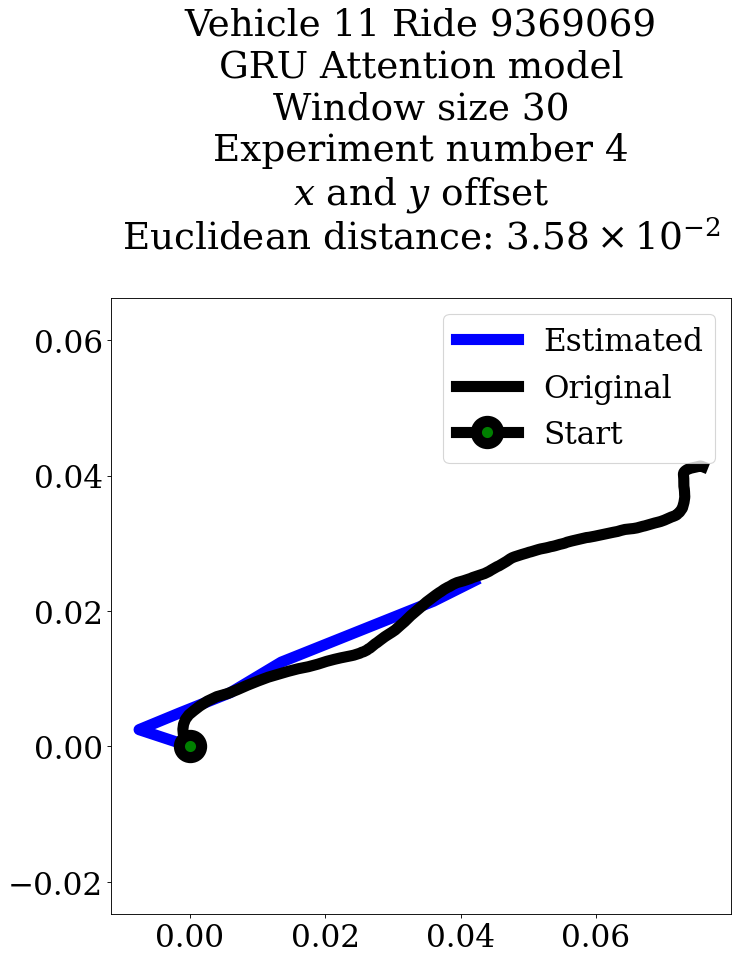 Vehicle 11 Ride 9369069
GRU Attention model
Window size 30
Experiment number 4
x and y offset
Euclidean distance: 3.58 × 10⁻²
Estimated
Original
Start
0.06
0.04
0.02
0.00
−0.02
0.00 0.02 0.04 0.06